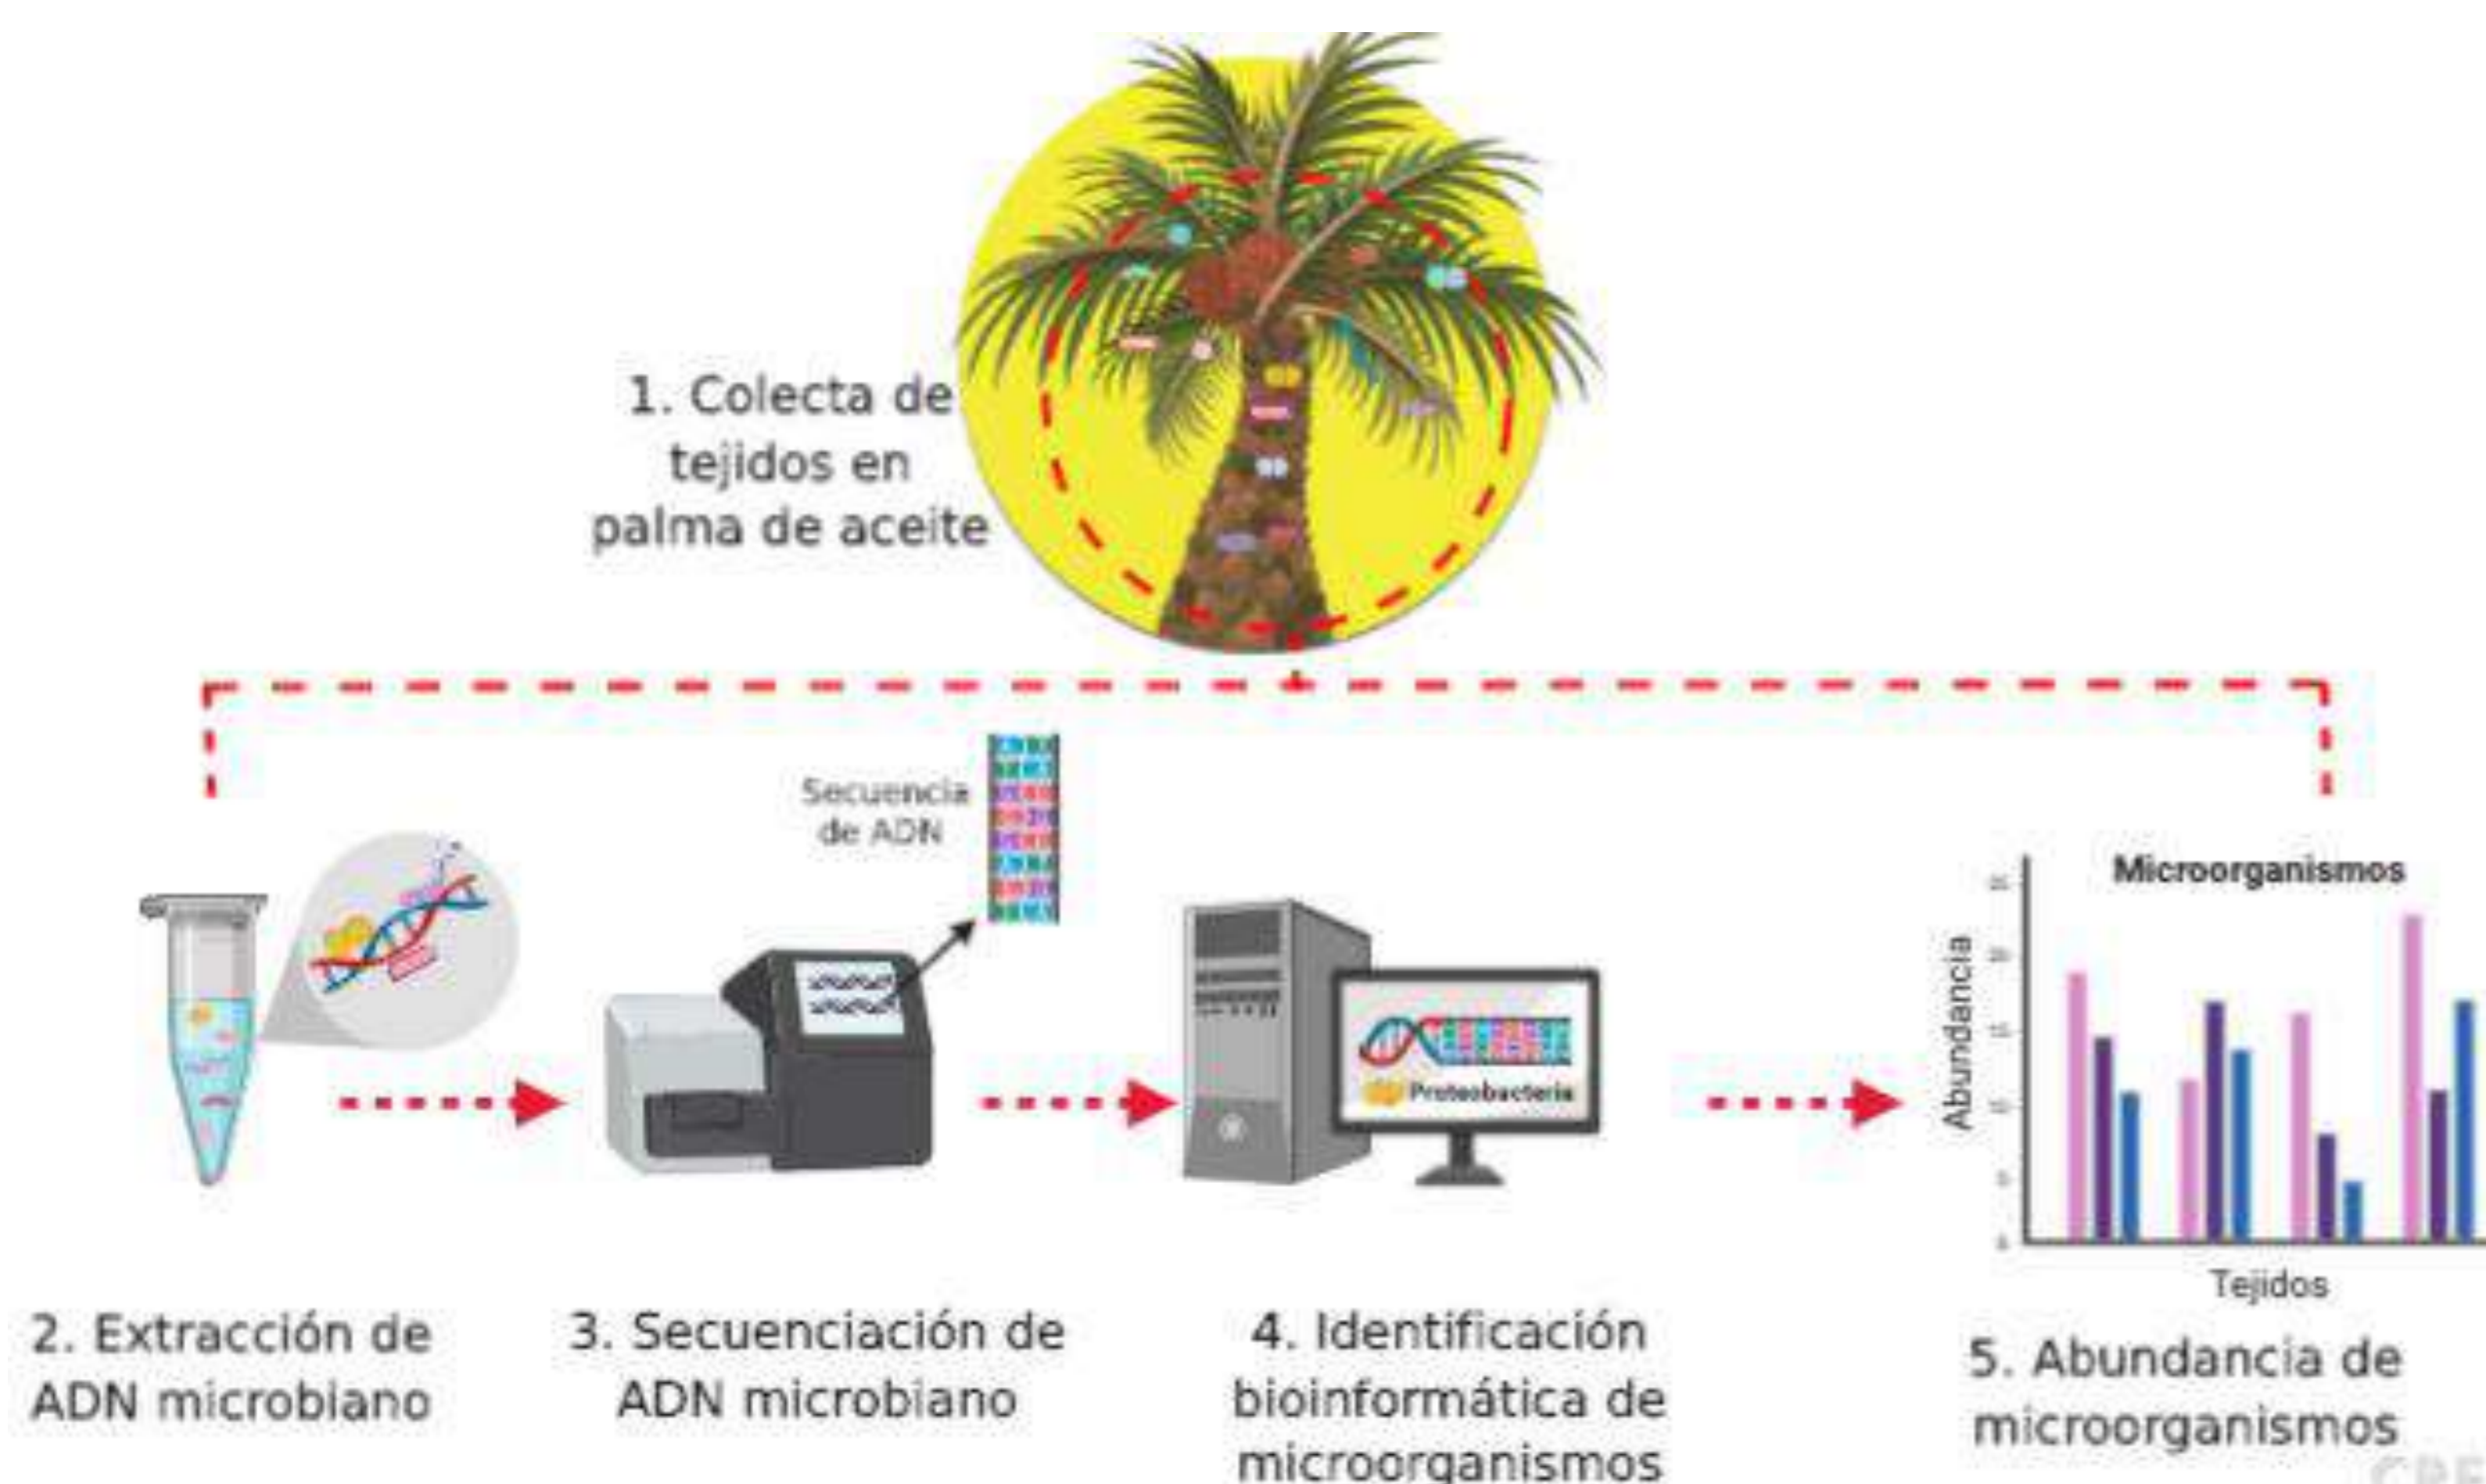 1. Colecta de
tejidos en
palma de aceite
Secuencia
de ADN
Proteobacteria
Microorganismos
Abundancia
Tejidos
2. Extracción de
ADN microbiano
3. Secuenciación de
ADN microbiano
4. Identificación
bioinformática de
microorganismos
5. Abundancia de
microorganismos